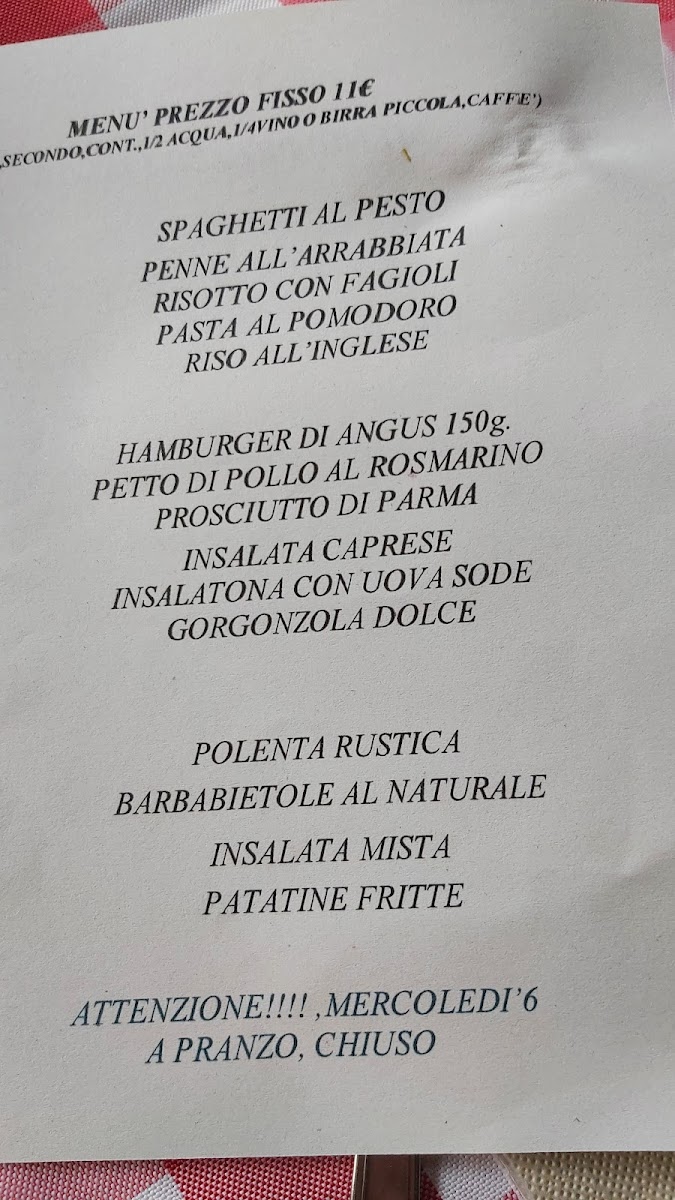 MENU' PREZZO FISSO 11€
,SECONDO,CONT.,1/2 ACQUA,1/4VINO O BIRRA PICCOLA,CAFFE')
SPAGHETTI AL PESTO
PENNE ALL'ARRABBIATA
RISOTTO CON FAGIOLI
PASTA AL POMODORO
RISO ALL'INGLESE
HAMBURGER DI ANGUS 150g.
PETTO DI POLLO AL ROSMARINO
PROSCIUTTO DI PARMA
INSALATA CAPRESE
INSALATONA CON UOVA SODE
GORGONZOLA DOLCE
POLENTA RUSTICA
BARBABIETOLE AL NATURALE
INSALATA MISTA
PATATINE FRITTE
ATTENZIONE!!!! ,MERCOLEDI'6
A PRANZO, CHIUSO